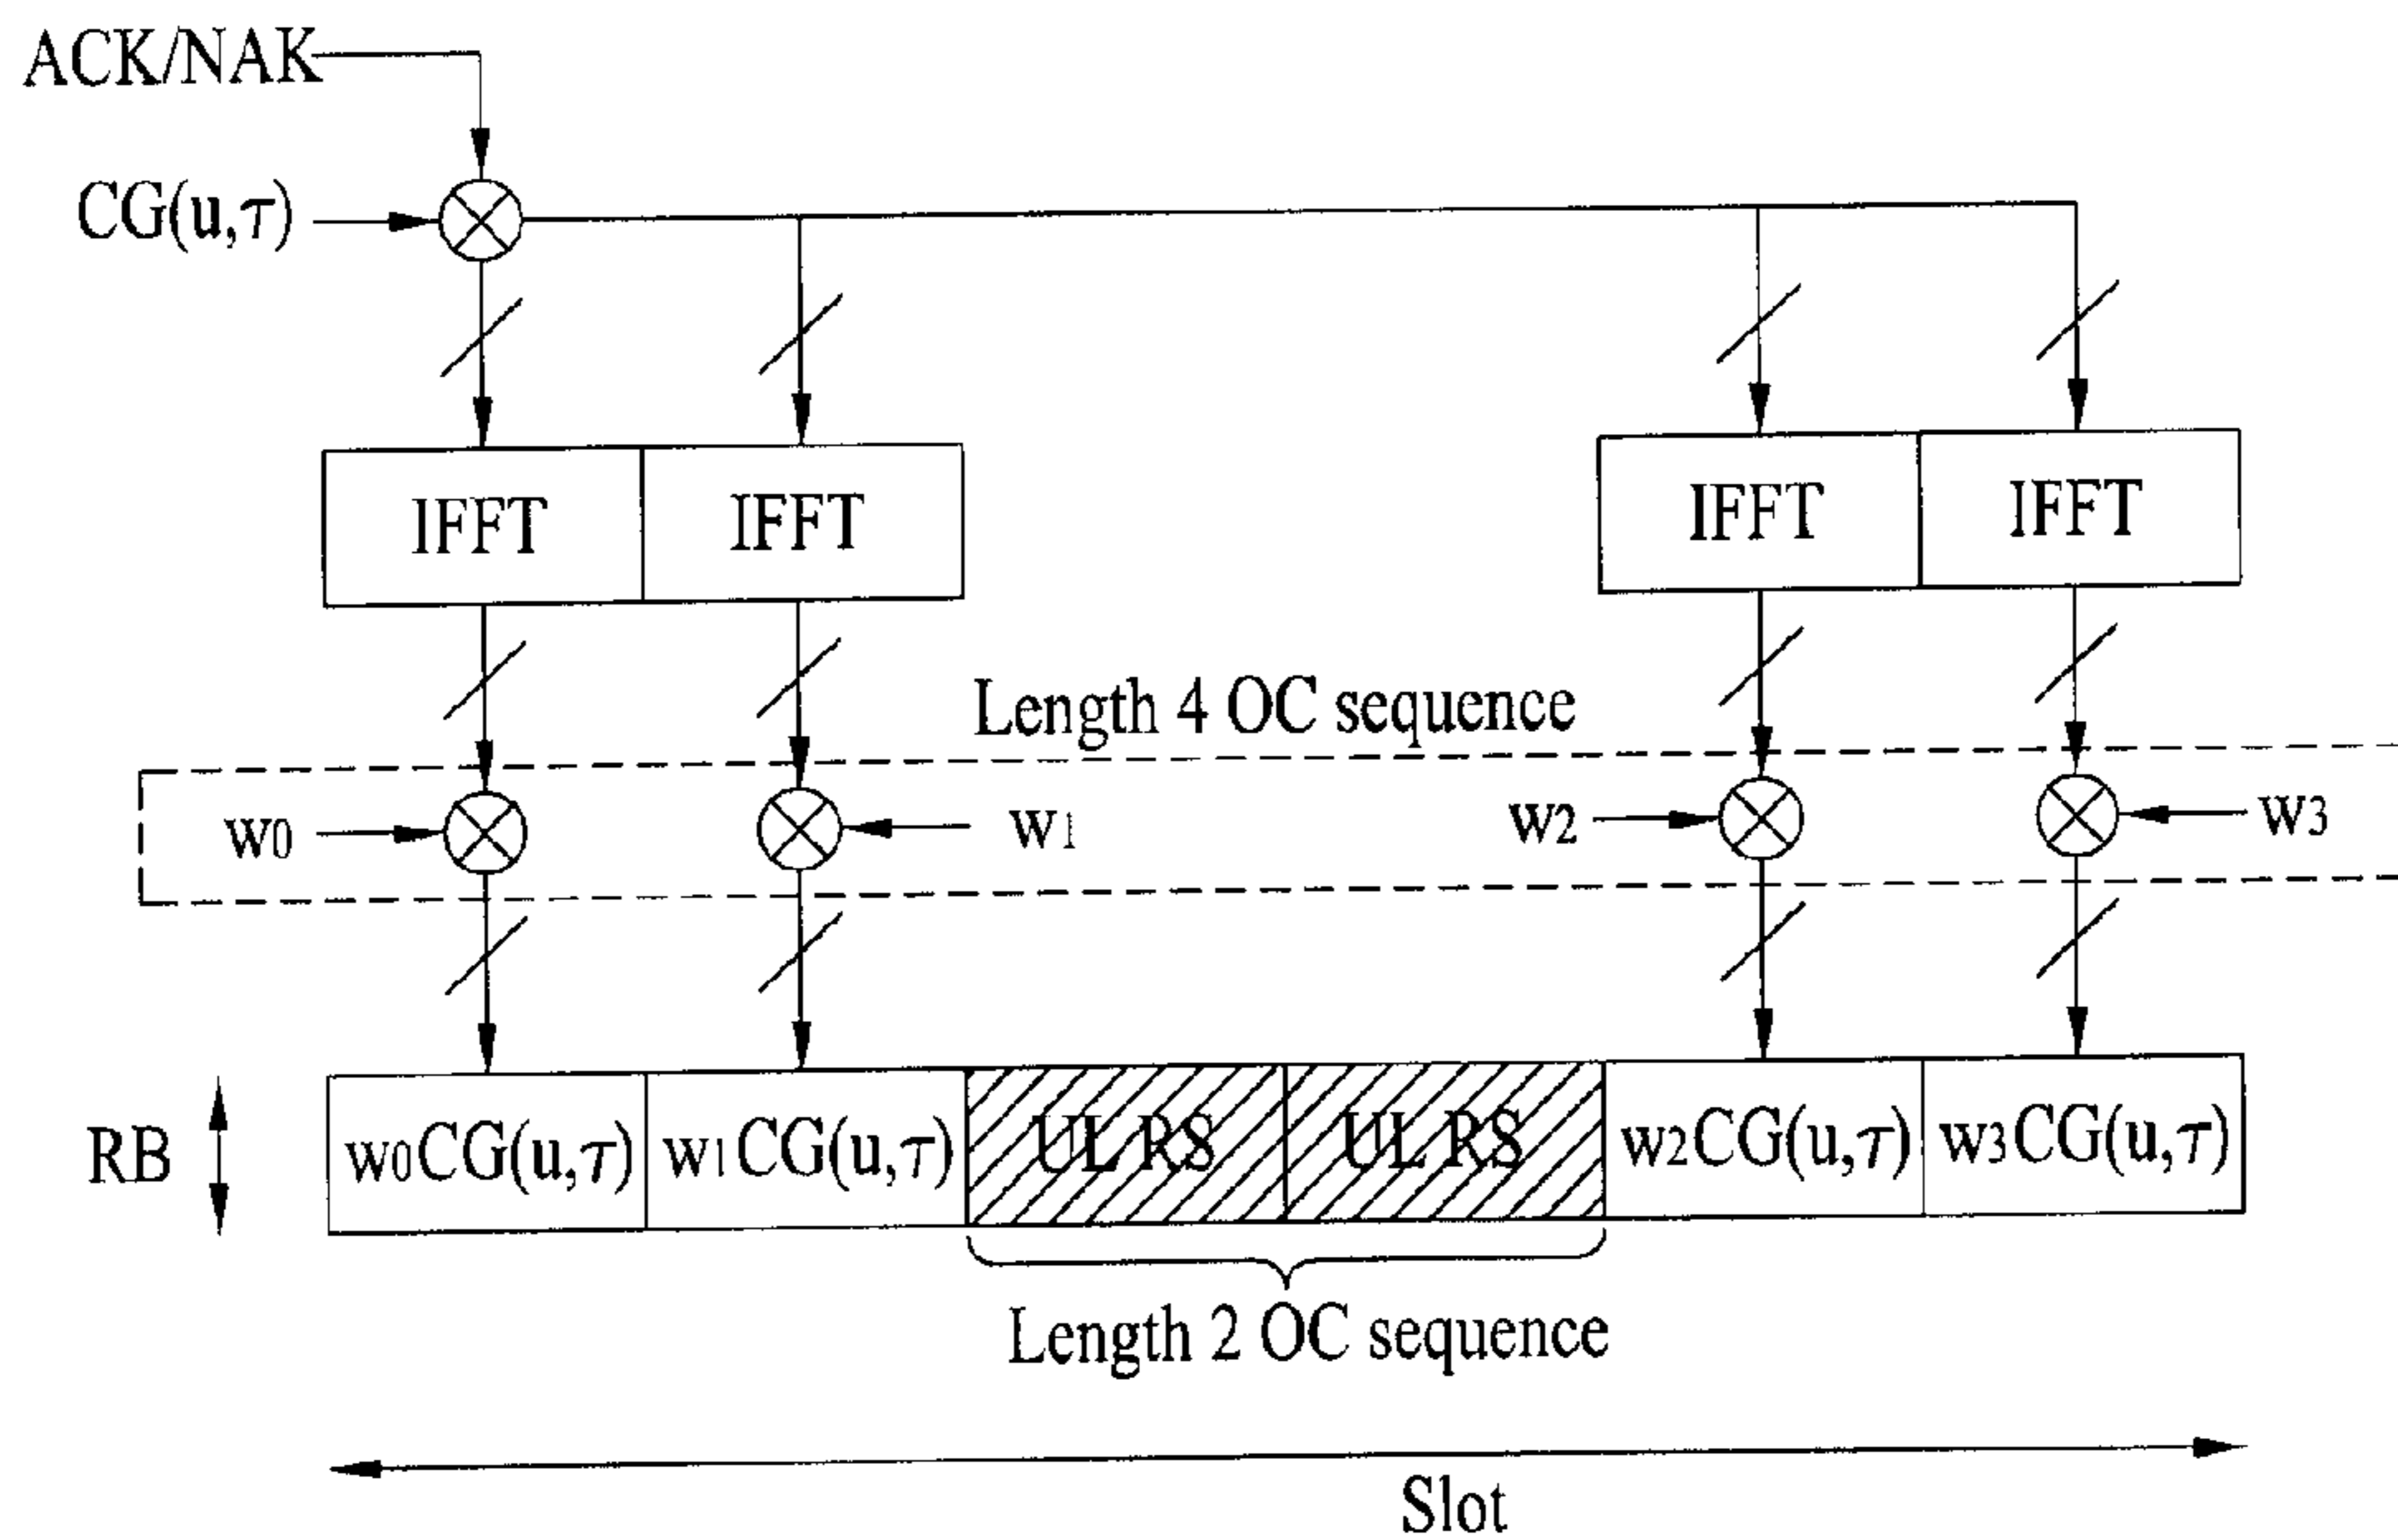 ACK/NAK
CG(u,τ)
IFFT IFFT IFFT IFFT
Length 4 OC sequence
w0 w1 w2 w3
RB w0CG(u,τ) w1CG(u,τ) UL RS UL RS w2CG(u,τ) w3CG(u,τ)
Length 2 OC sequence
Slot